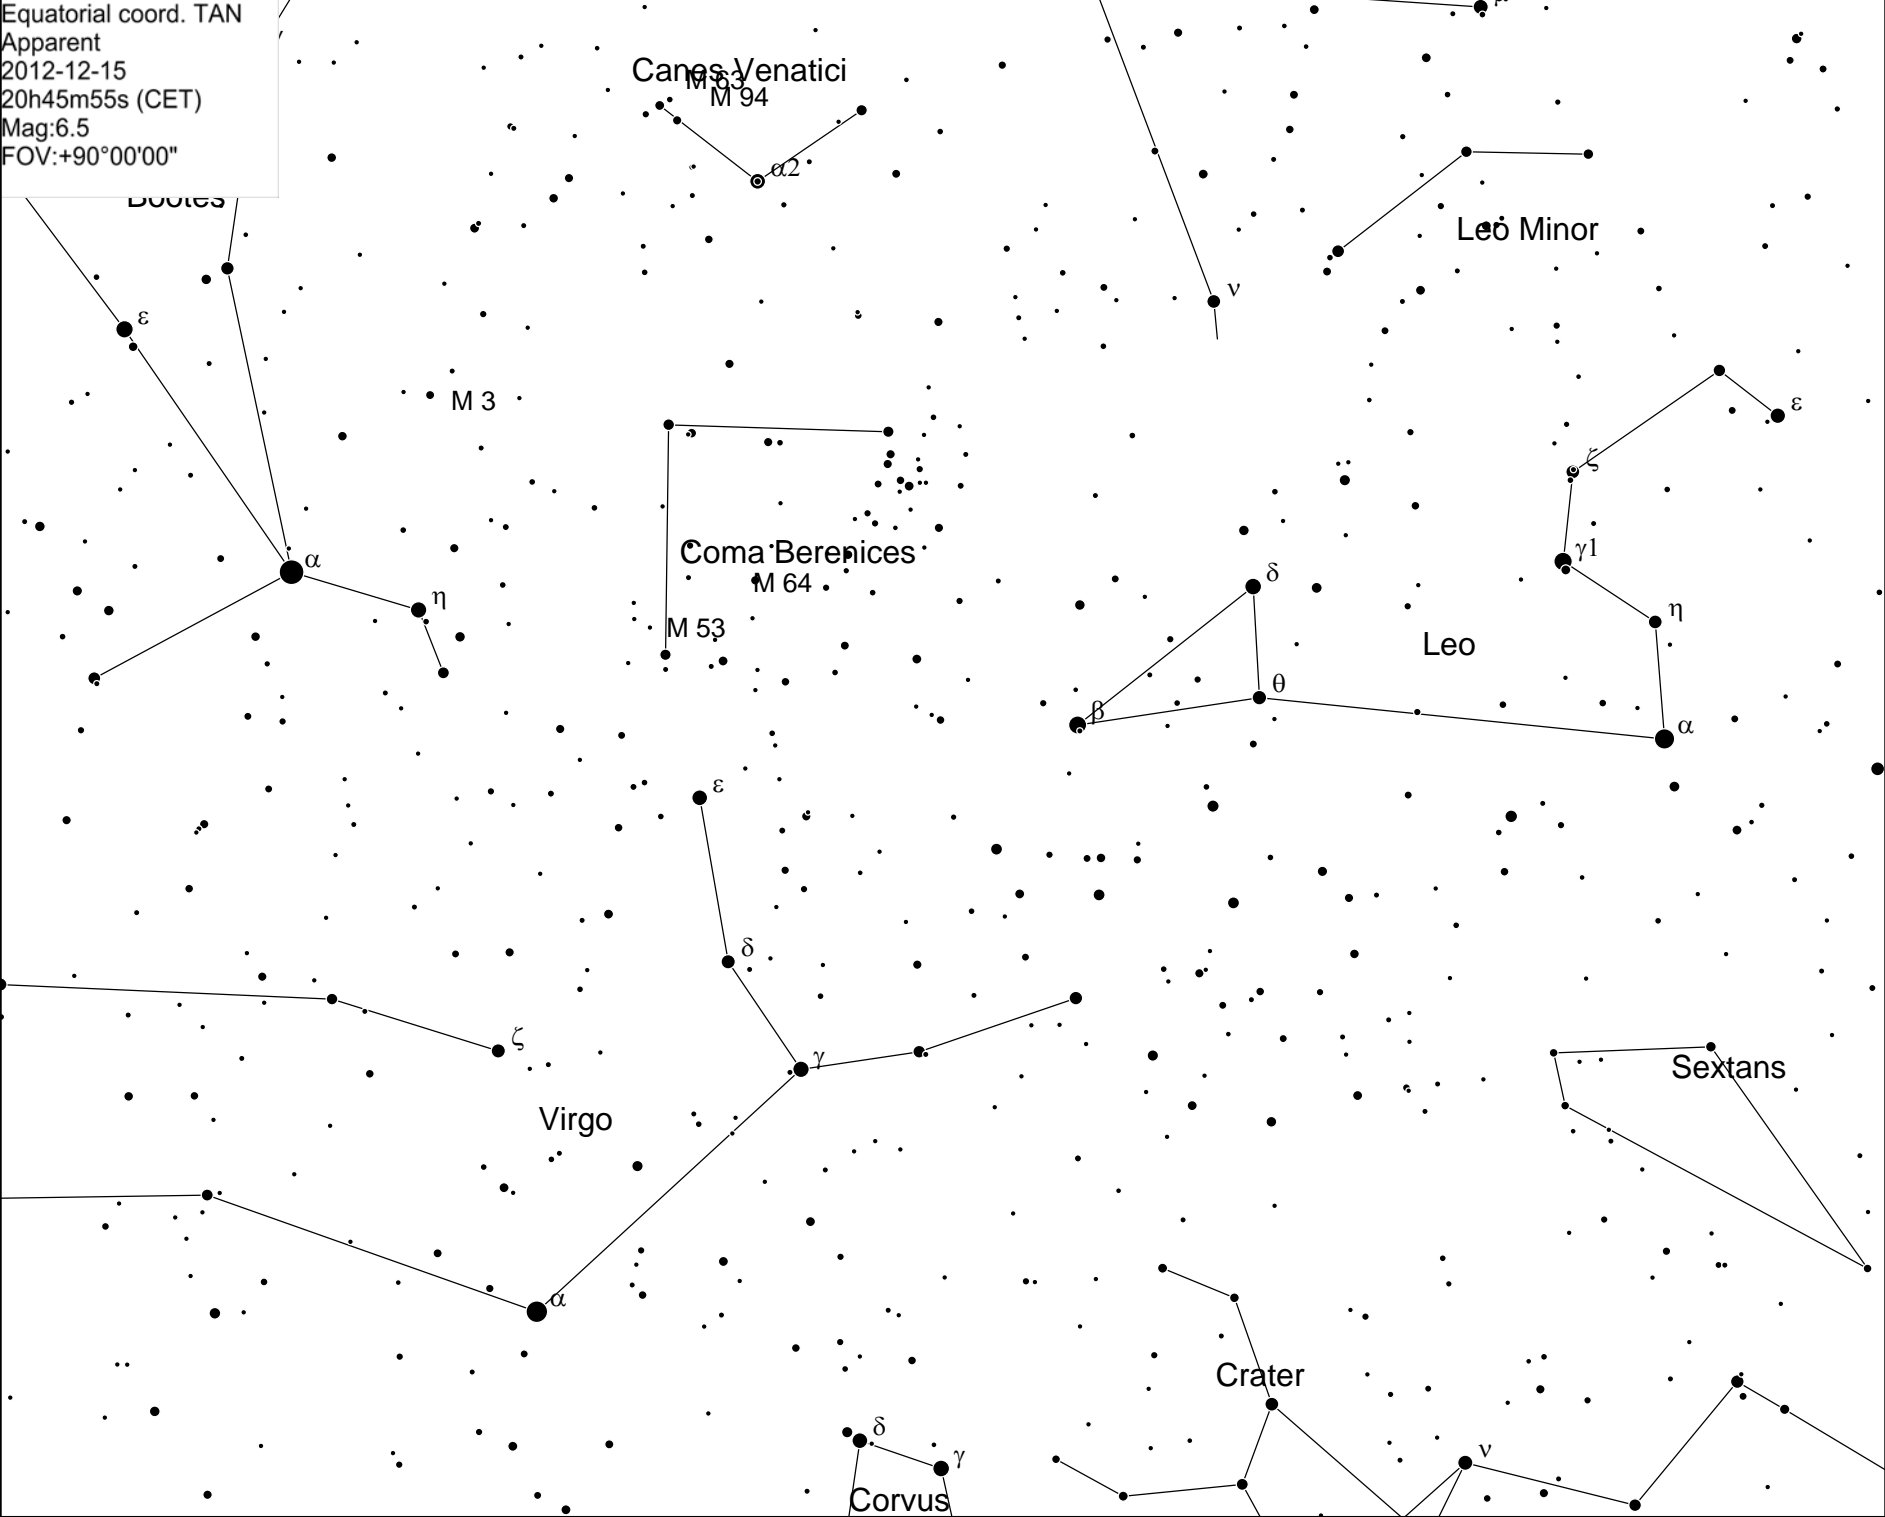 Equatorial coord. TAN
Apparent
2012-12-15
20h45m55s (CET)
Mag:6.5
FOV:+90°00'00"
Canes Venatici
M 63
M 94
α2
Bootes
Leo Minor
ν
ε
M 3
ε
ζ
Coma Berenices
α
γ1
δ
M 64
η
η
M 53
Leo
θ
β
α
ε
δ
ζ
γ
Sextans
Virgo
α
Crater
δ
γ
ν
Corvus